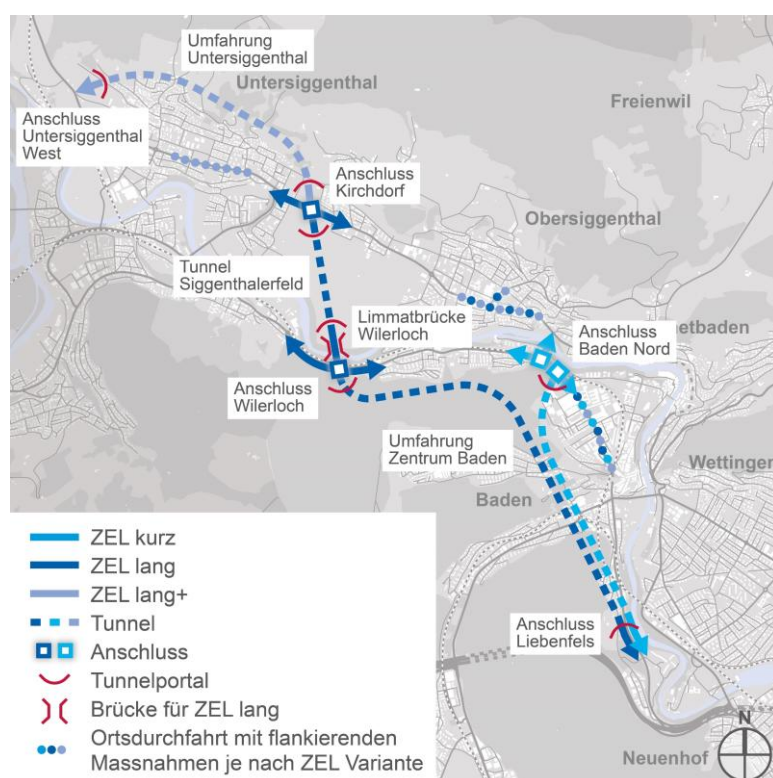 Umfahrung
Untersiggenthal
Untersiggenthal
Freienwil
Anschluss
Untersiggenthal
West
Anschluss
Kirchdorf
Obersiggenthal
Tunnel
Siggenthalerfeld
Limmatbrücke
Wilerloch
Anschluss
Baden Nord
netbaden
Anschluss
Wilerloch
Umfahrung
Zentrum Baden
Wettingen
Baden
Anschluss
Liebenfels
Neuenhof
N
ZEL kurz
ZEL lang
ZEL lang+
Tunnel
Anschluss
Tunnelportal
Brücke für ZEL lang
Ortsdurchfahrt mit flankierenden
Massnahmen je nach ZEL Variante